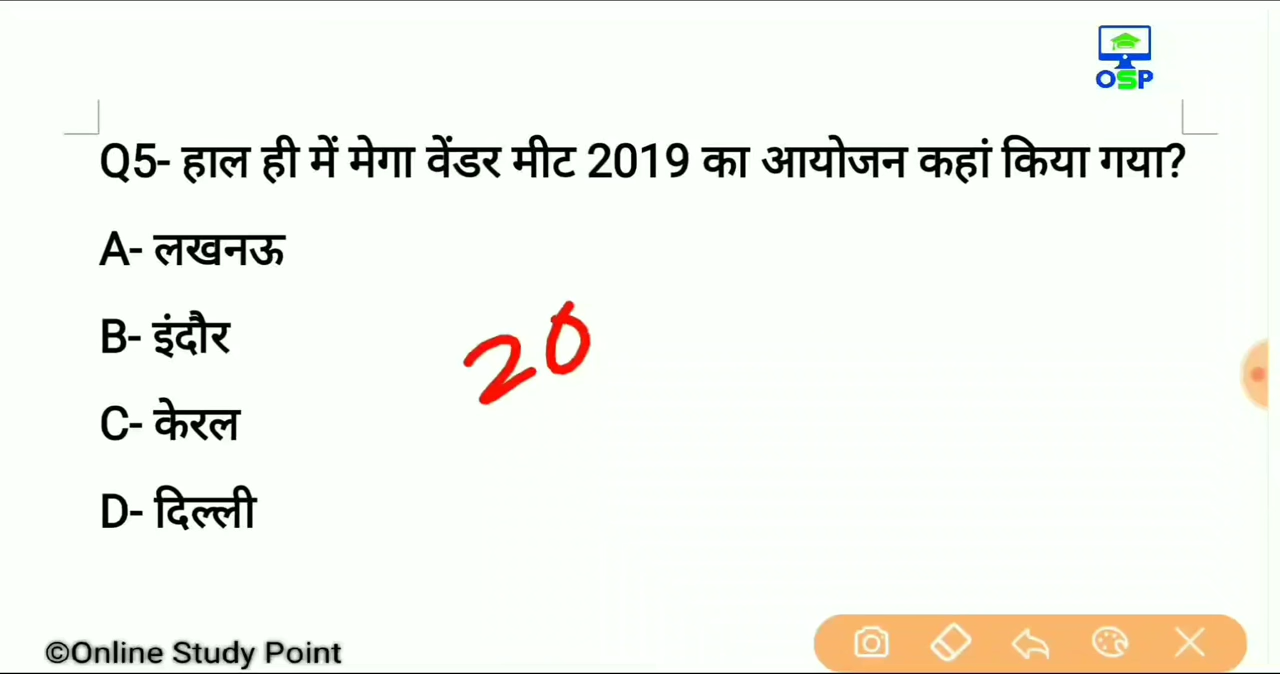 OSP
Q5- हाल ही में मेगा वेंडर मीट 2019 का आयोजन कहां किया गया?
A- लखनऊ
B- इंदौर
20
C- केरल
D- दिल्ली
©Online Study Point